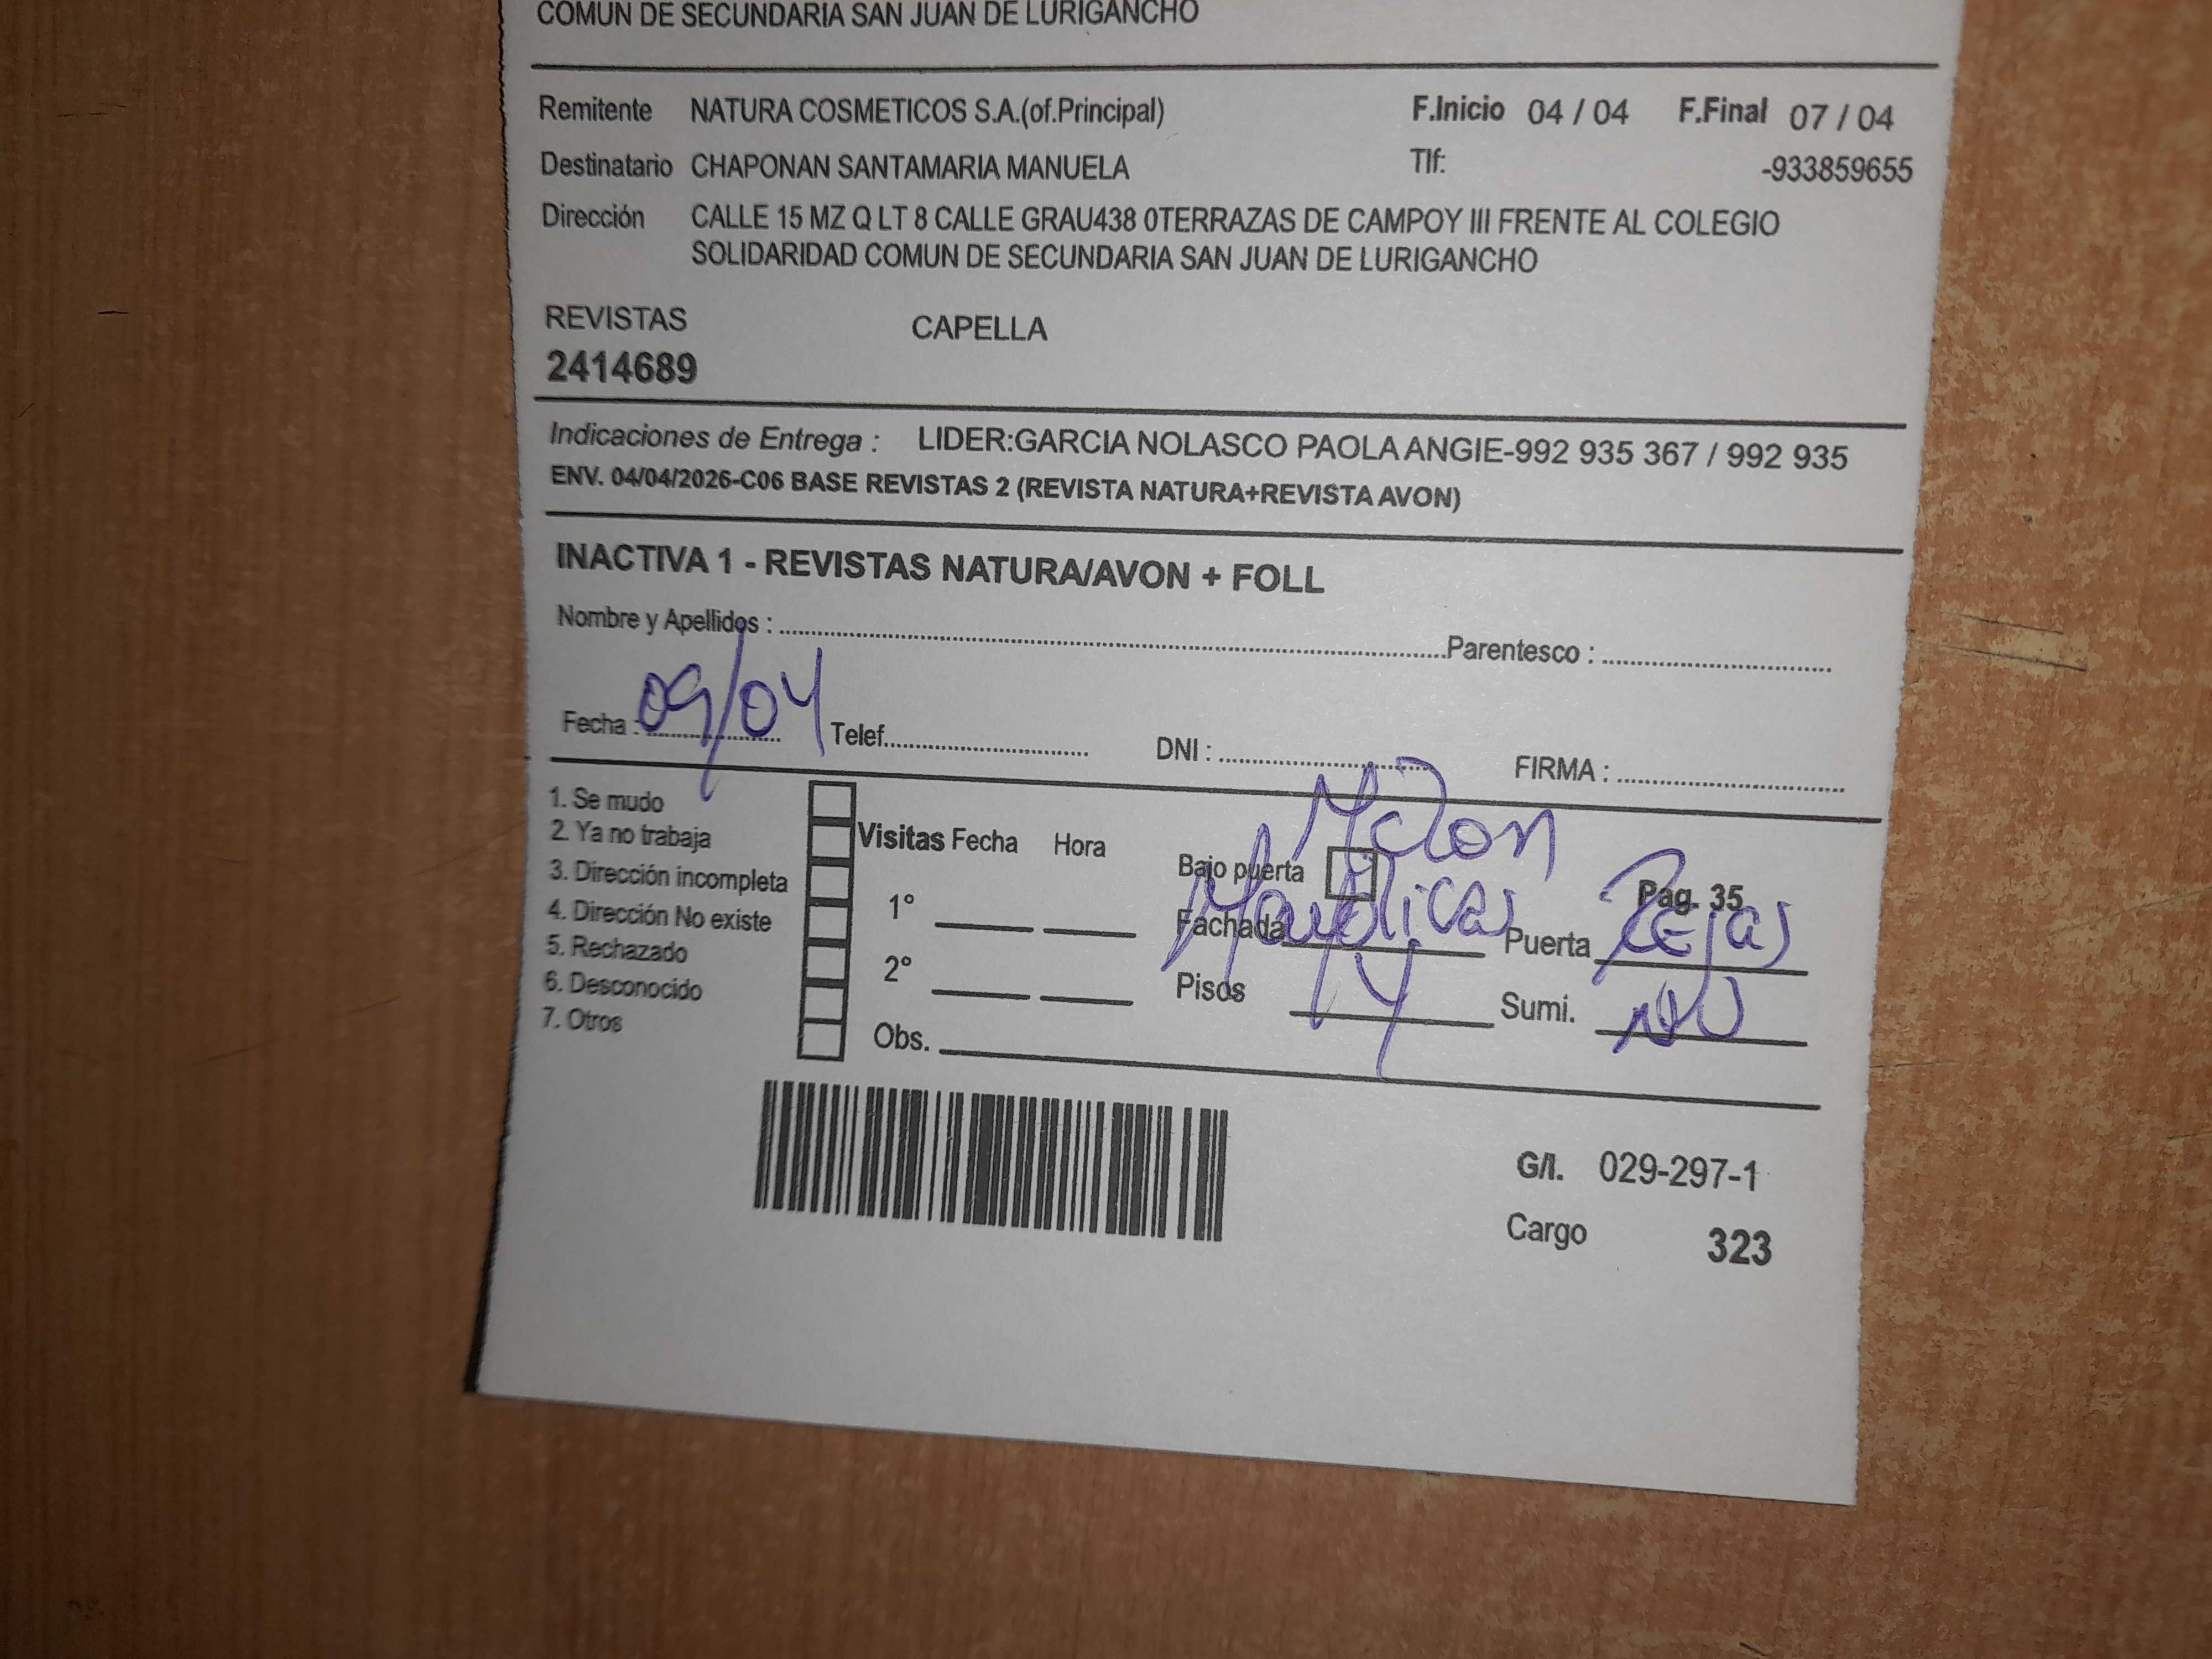 COMUN DE SECUNDARIA SAN JUAN DE LURIGANCHO
Remitente NATURA COSMETICOS S.A.(of.Principal) F.Inicio 04 / 04 F.Final 07 / 04
Destinatario CHAPONAN SANTAMARIA MANUELA Tlf: -933859655
Dirección CALLE 15 MZ Q LT 8 CALLE GRAU438 0TERRAZAS DE CAMPOY III FRENTE AL COLEGIO
SOLIDARIDAD COMUN DE SECUNDARIA SAN JUAN DE LURIGANCHO
REVISTAS CAPELLA
2414689
Indicaciones de Entrega : LIDER:GARCIA NOLASCO PAOLA ANGIE-992 935 367 / 992 935
ENV. 04/04/2026-C06 BASE REVISTAS 2 (REVISTA NATURA+REVISTA AVON)
INACTIVA 1 - REVISTAS NATURA/AVON + FOLL
Nombre y Apellidos : Parentesco :
Fecha : 09/04 Telef. DNI : FIRMA :
1. Se mudo
2. Ya no trabaja
3. Dirección incompleta
4. Dirección No existe
5. Rechazado
6. Desconocido
7. Otros
Visitas Fecha Hora
1°
2°
Obs.
Bajo puerta Pag. 35
Fachada Puerta Rejas
Pisos Sumi.
G/I. 029-297-1
Cargo 323